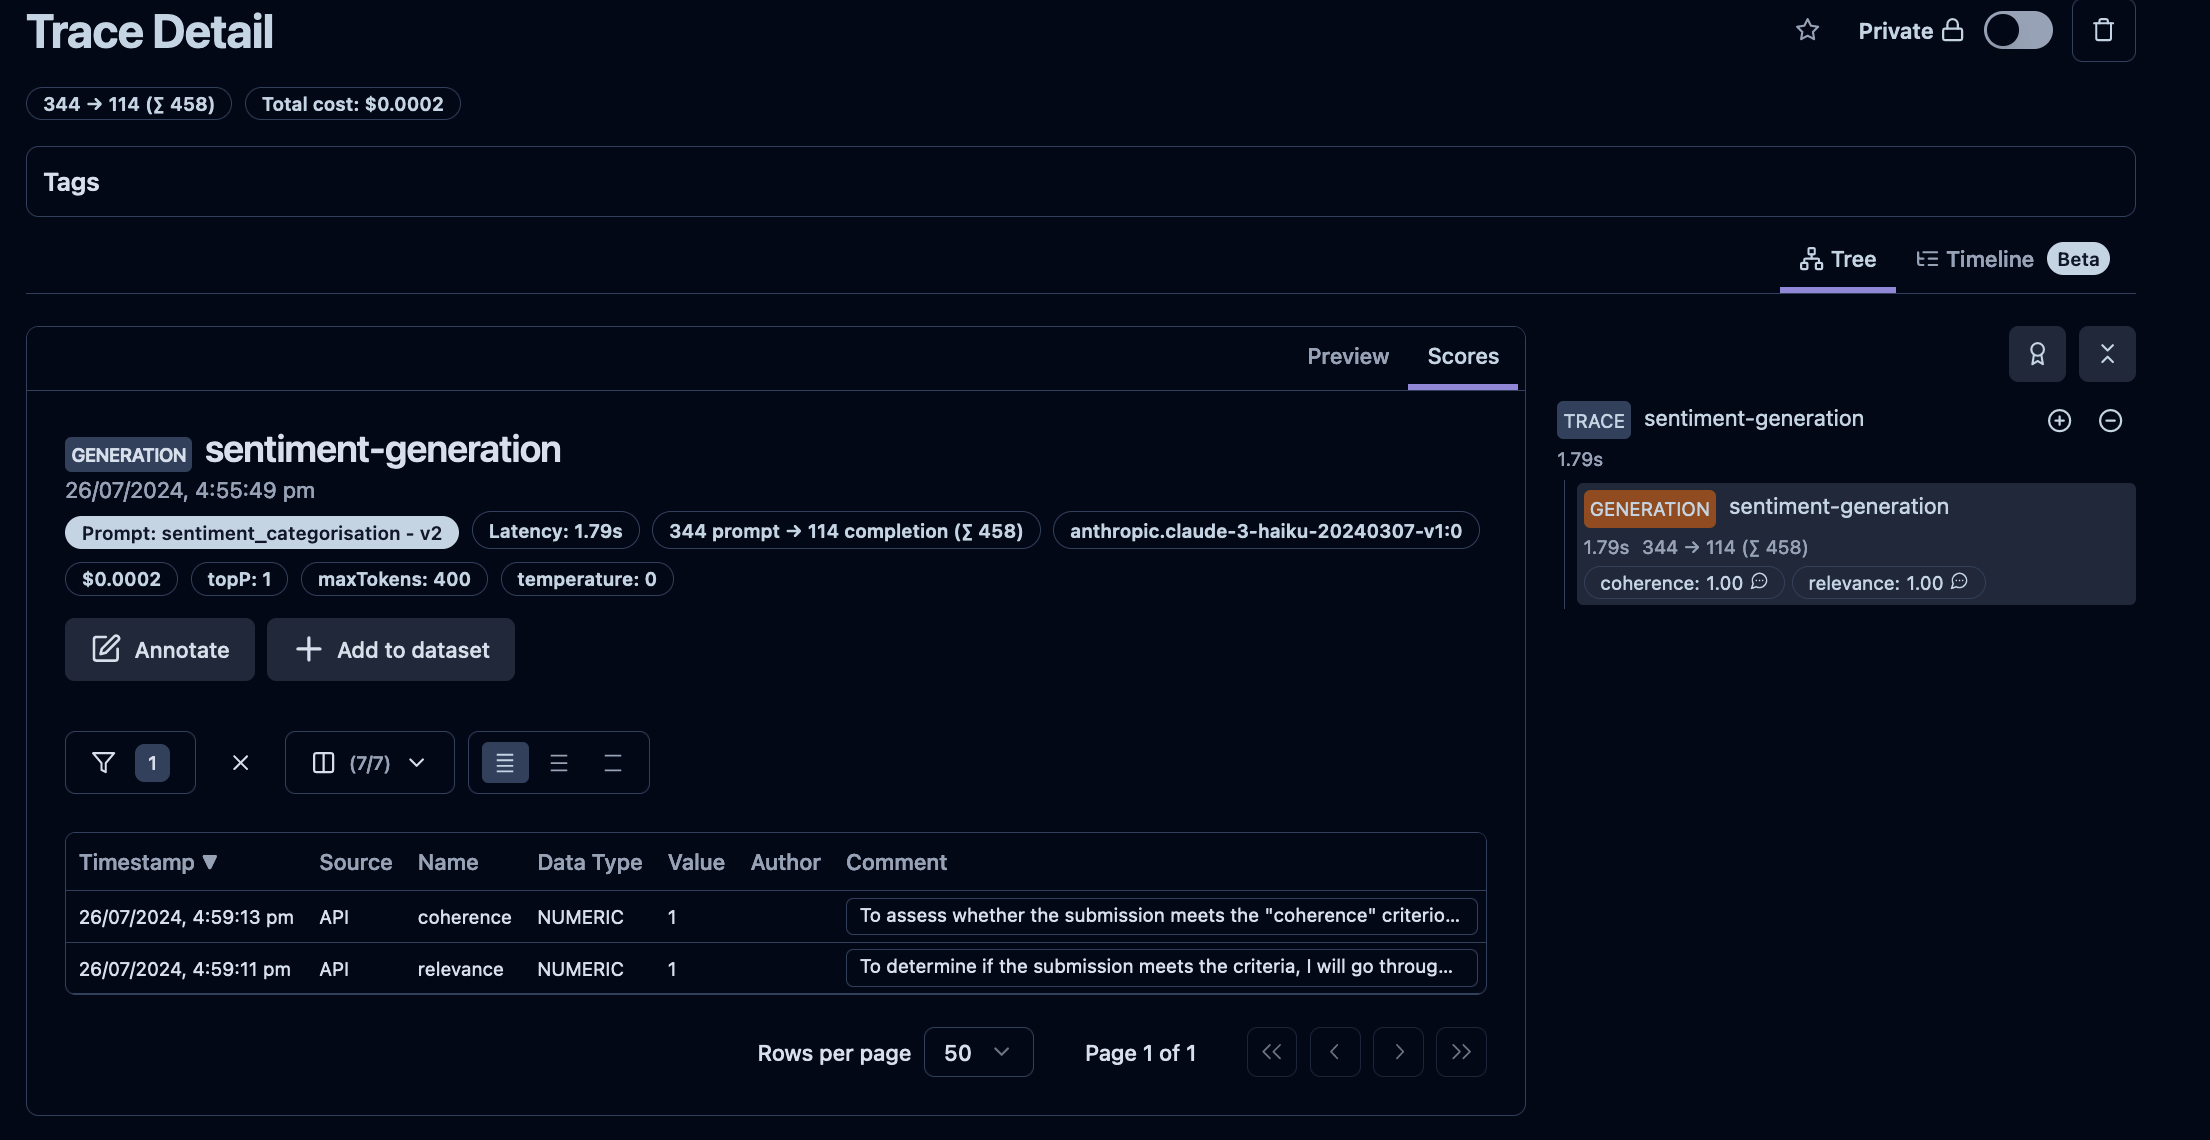 Trace Detail
Private
344 → 114 (∑ 458)
Total cost: $0.0002
Tags
Tree
Timeline
Beta
Preview
Scores
GENERATION sentiment-generation
26/07/2024, 4:55:49 pm
Prompt: sentiment_categorisation - v2
Latency: 1.79s
344 prompt → 114 completion (∑ 458)
anthropic.claude-3-haiku-20240307-v1:0
$0.0002
topP: 1
maxTokens: 400
temperature: 0
Annotate
Add to dataset
1
(7/7)
Timestamp ▼ Source Name Data Type Value Author Comment
26/07/2024, 4:59:13 pm API coherence NUMERIC 1 To assess whether the submission meets the "coherence" criterio...
26/07/2024, 4:59:11 pm API relevance NUMERIC 1 To determine if the submission meets the criteria, I will go throug...
Rows per page
50
Page 1 of 1
TRACE sentiment-generation
1.79s
GENERATION sentiment-generation
1.79s 344 → 114 (∑ 458)
coherence: 1.00
relevance: 1.00